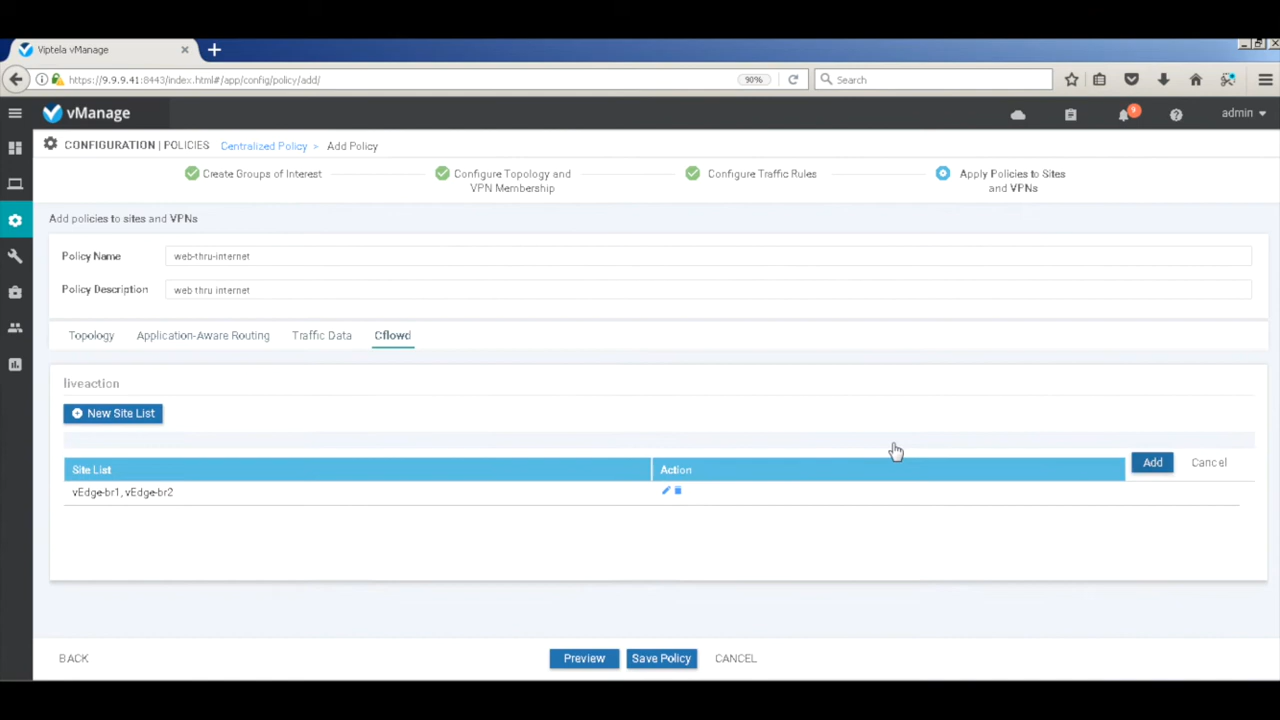 Viptela vManage
https://9.9.9.41:8443/index.html#/app/config/policy/add/
90%
Search
vManage
9
admin
CONFIGURATION | POLICIES Centralized Policy > Add Policy
Create Groups of Interest
Configure Topology and
VPN Membership
Configure Traffic Rules
Apply Policies to Sites
and VPNs
Add policies to sites and VPNs
Policy Name
web-thru-internet
Policy Description
web thru internet
Topology
Application-Aware Routing
Traffic Data
Cflowd
liveaction
New Site List
Add
Cancel
Site List
Action
vEdge-br1, vEdge-br2
BACK
Preview
Save Policy
CANCEL